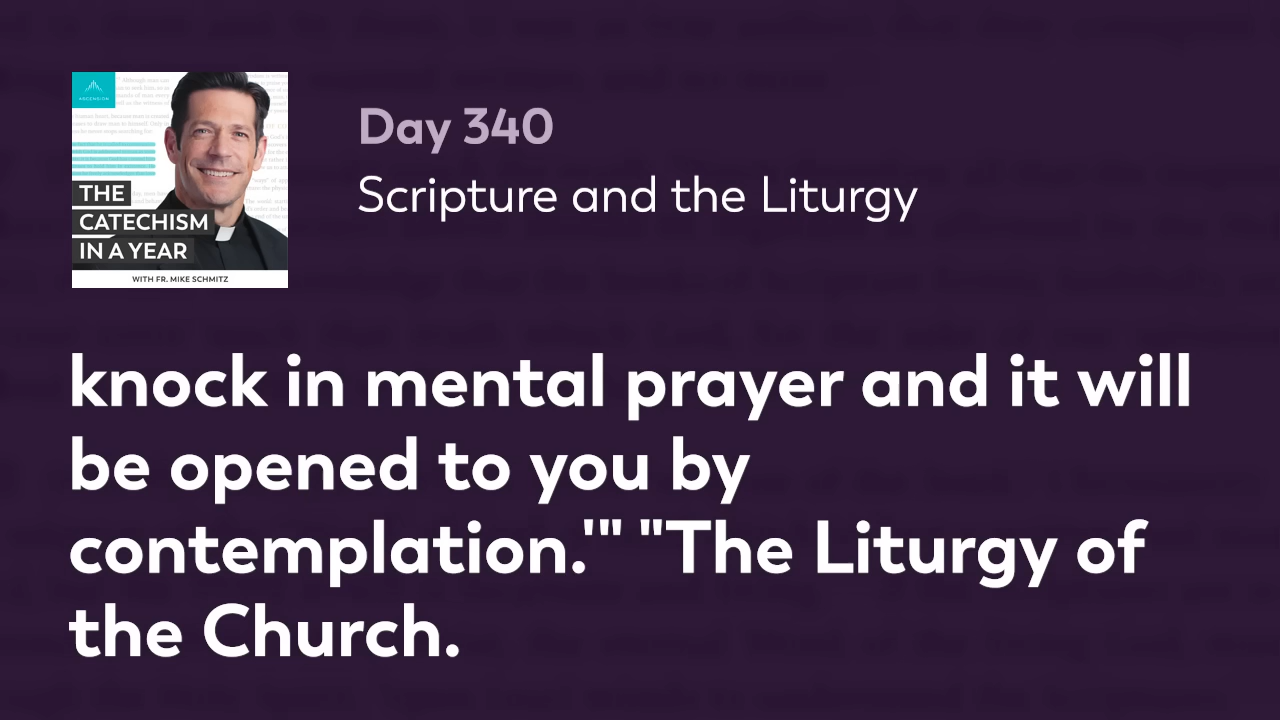 ASCENSION
THE
CATECHISM
IN A YEAR
WITH FR. MIKE SCHMITZ
Day 340
Scripture and the Liturgy
knock in mental prayer and it will
be opened to you by
contemplation.'" "The Liturgy of
the Church.